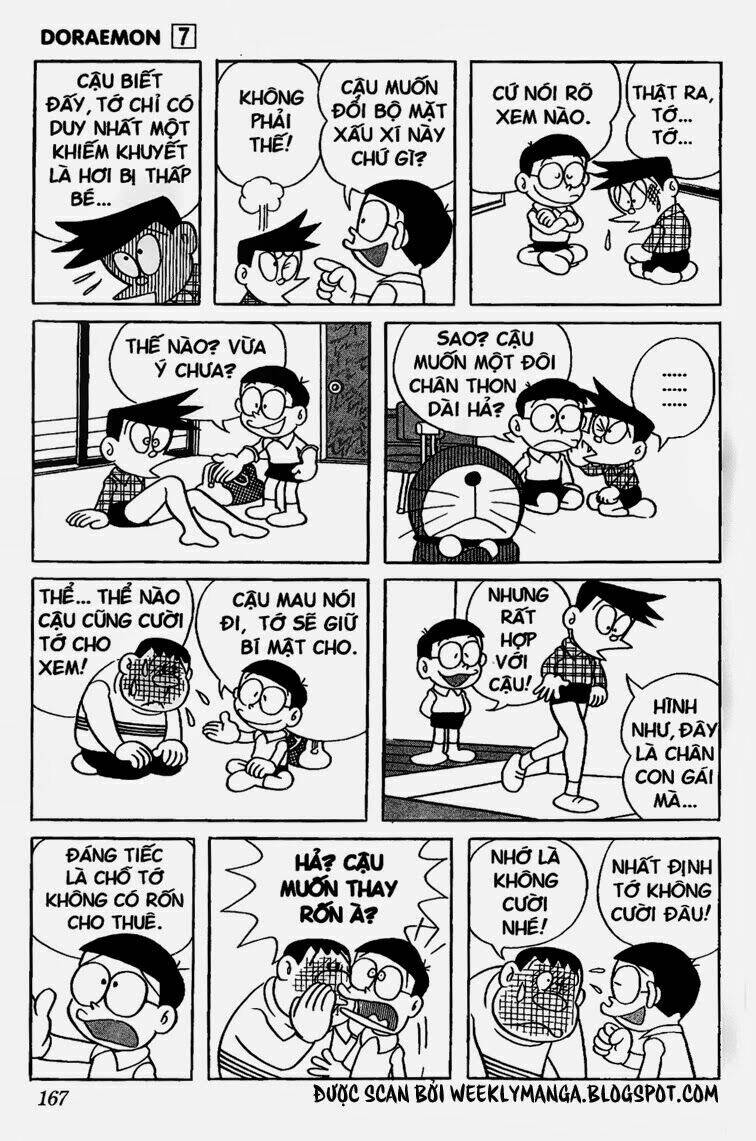 DORAEMON 7
THẬT RA,
TỚ...
TỚ...
CỨ NÓI RÕ
XEM NÀO.
CẬU MUỐN
ĐỔI BỘ MẶT
XẤU XÍ NÀY
CHỨ GÌ?
KHÔNG
PHẢI
THẾ!
CẬU BIẾT
ĐẤY, TỚ CHỈ CÓ
DUY NHẤT MỘT
KHIẾM KHUYẾT
LÀ HƠI BỊ THẤP
BÉ...
......
......
......
SAO? CẬU
MUỐN MỘT ĐÔI
CHÂN THON
DÀI HẢ?
THẾ NÀO? VỪA
Ý CHƯA?
HÌNH
NHƯ, ĐÂY
LÀ CHÂN
CON GÁI
MÀ...
NHƯNG
RẤT
HỢP
VỚI
CẬU!
CẬU MAU NÓI
ĐI, TỚ SẼ GIỮ
BÍ MẬT CHO.
THỂ... THỂ NÀO
CẬU CŨNG CƯỜI
TỚ CHO
XEM!
NHẤT ĐỊNH
TỚ KHÔNG
CƯỜI ĐÂU!
NHỚ LÀ
KHÔNG
CƯỜI
NHÉ!
HẢ? CẬU
MUỐN THAY
RỐN À?
ĐÁNG TIẾC
LÀ CHỔ TỚ
KHÔNG CÓ RỐN
CHO THUÊ.
167
ĐƯỢC SCAN BỞI WEEKLYMANGA.BLOGSPOT.COM